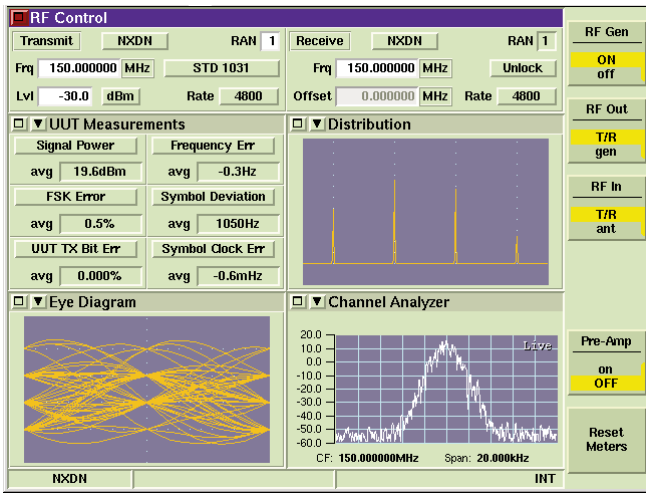 RF Control
Transmit NXDN RAN 1
Frq 150.000000 MHz STD 1031
Lvl -30.0 dBm Rate 4800
Receive NXDN RAN 1
Frq 150.000000 MHz Unlock
Offset 0.000000 MHz Rate 4800
UUT Measurements
Signal Power Frequency Err
avg 19.6dBm avg -0.3Hz
FSK Error Symbol Deviation
avg 0.5% avg 1050Hz
UUT TX Bit Err Symbol Clock Err
avg 0.000% avg -0.6mHz
Distribution
Eye Diagram
Channel Analyzer
20.0
10.0
0.0
-10.0
-20.0
-30.0
-40.0
-50.0
-60.0
Live
CF: 150.000000MHz Span: 20.000kHz
NXDN INT
RF Gen
ON
off
RF Out
T/R
gen
RF In
T/R
ant
Pre-Amp
on
OFF
Reset
Meters